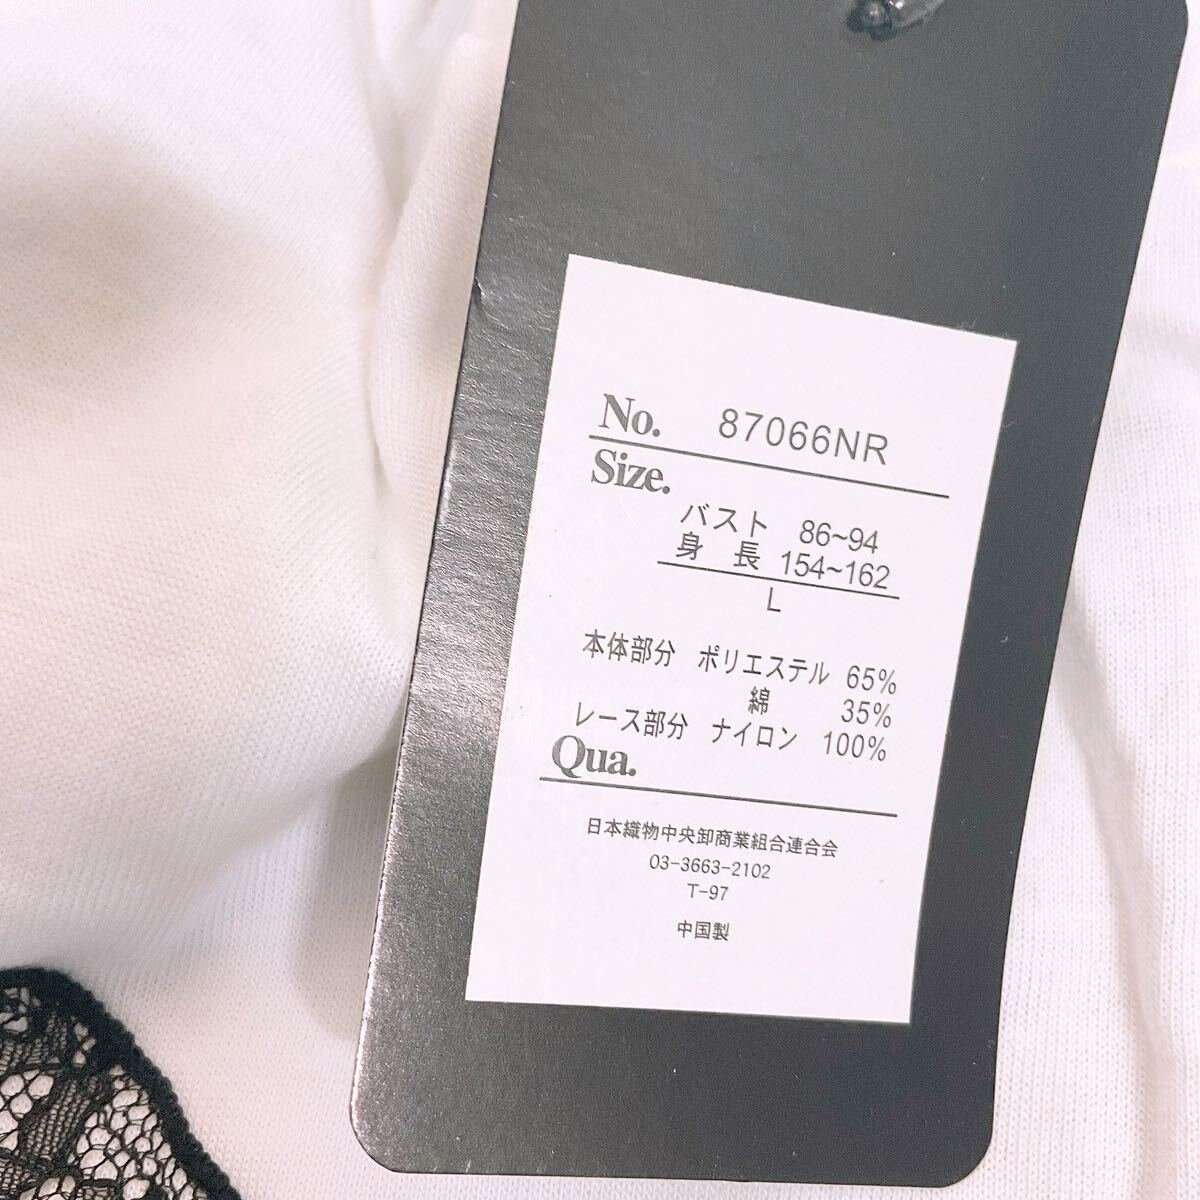 No. 87066NR
Size.
バスト 86~94
身 長 154~162
L
本体部分 ポリエステル 65%
綿 35%
レース部分 ナイロン 100%
Qua.
日本織物中央卸商業組合連合会
03-3663-2102
T-97
中国製